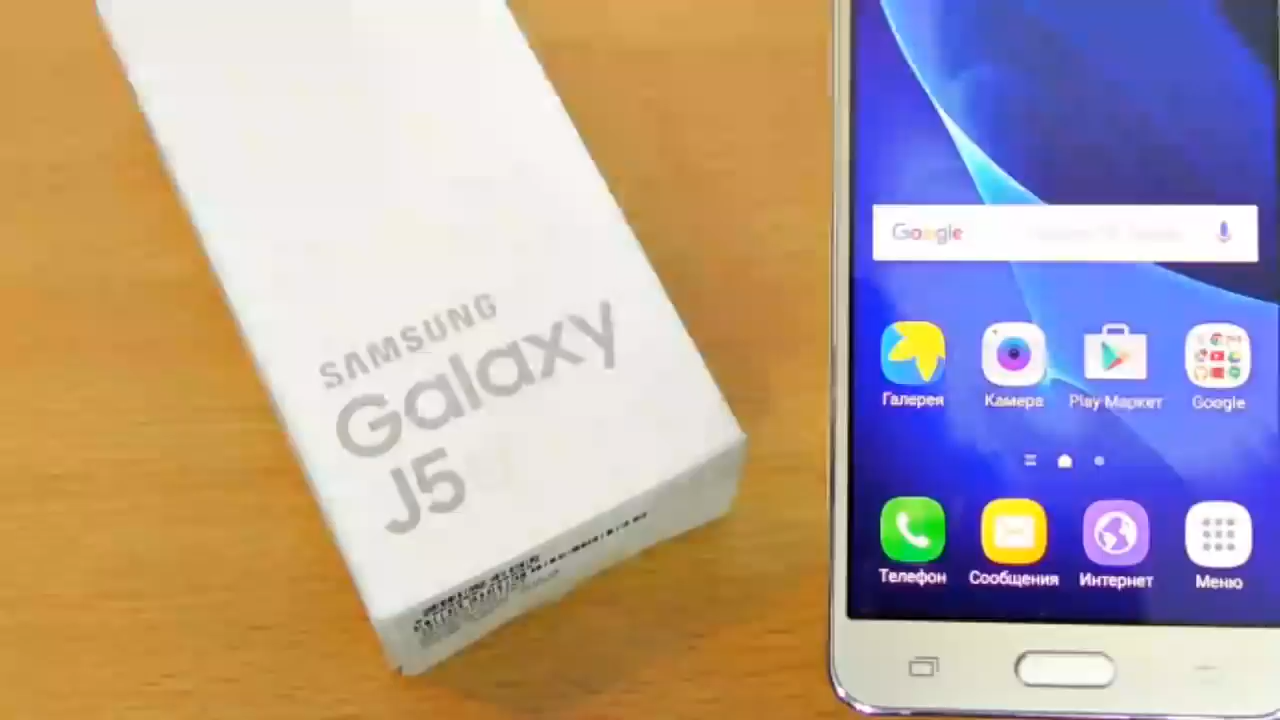 SAMSUNG
Galaxy
J5
Google
Галерея
Камера
Play Маркет
Google
Телефон
Сообщения
Интернет
Меню